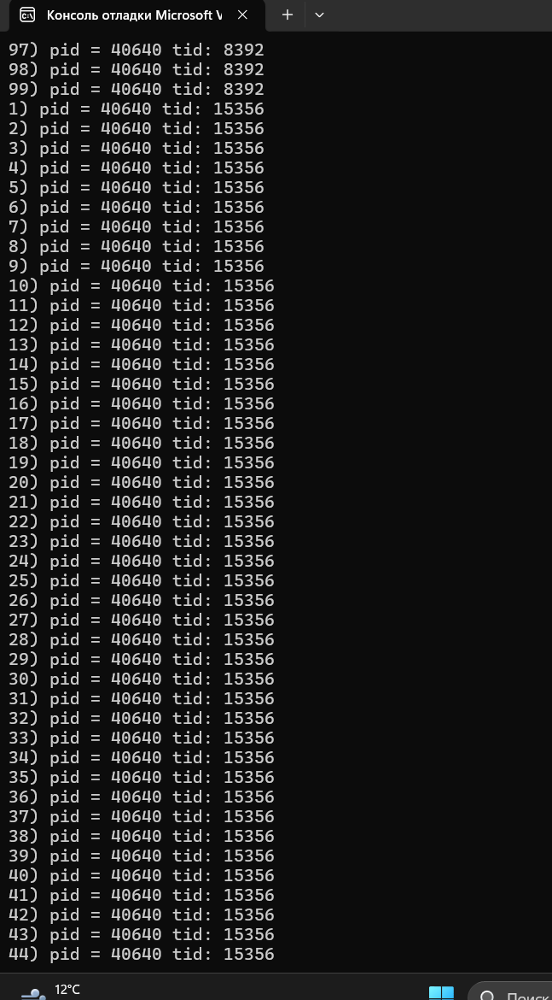 Консоль отладки Microsoft V
97) pid = 40640 tid: 8392
98) pid = 40640 tid: 8392
99) pid = 40640 tid: 8392
1) pid = 40640 tid: 15356
2) pid = 40640 tid: 15356
3) pid = 40640 tid: 15356
4) pid = 40640 tid: 15356
5) pid = 40640 tid: 15356
6) pid = 40640 tid: 15356
7) pid = 40640 tid: 15356
8) pid = 40640 tid: 15356
9) pid = 40640 tid: 15356
10) pid = 40640 tid: 15356
11) pid = 40640 tid: 15356
12) pid = 40640 tid: 15356
13) pid = 40640 tid: 15356
14) pid = 40640 tid: 15356
15) pid = 40640 tid: 15356
16) pid = 40640 tid: 15356
17) pid = 40640 tid: 15356
18) pid = 40640 tid: 15356
19) pid = 40640 tid: 15356
20) pid = 40640 tid: 15356
21) pid = 40640 tid: 15356
22) pid = 40640 tid: 15356
23) pid = 40640 tid: 15356
24) pid = 40640 tid: 15356
25) pid = 40640 tid: 15356
26) pid = 40640 tid: 15356
27) pid = 40640 tid: 15356
28) pid = 40640 tid: 15356
29) pid = 40640 tid: 15356
30) pid = 40640 tid: 15356
31) pid = 40640 tid: 15356
32) pid = 40640 tid: 15356
33) pid = 40640 tid: 15356
34) pid = 40640 tid: 15356
35) pid = 40640 tid: 15356
36) pid = 40640 tid: 15356
37) pid = 40640 tid: 15356
38) pid = 40640 tid: 15356
39) pid = 40640 tid: 15356
40) pid = 40640 tid: 15356
41) pid = 40640 tid: 15356
42) pid = 40640 tid: 15356
43) pid = 40640 tid: 15356
44) pid = 40640 tid: 15356
12°C
Поиск